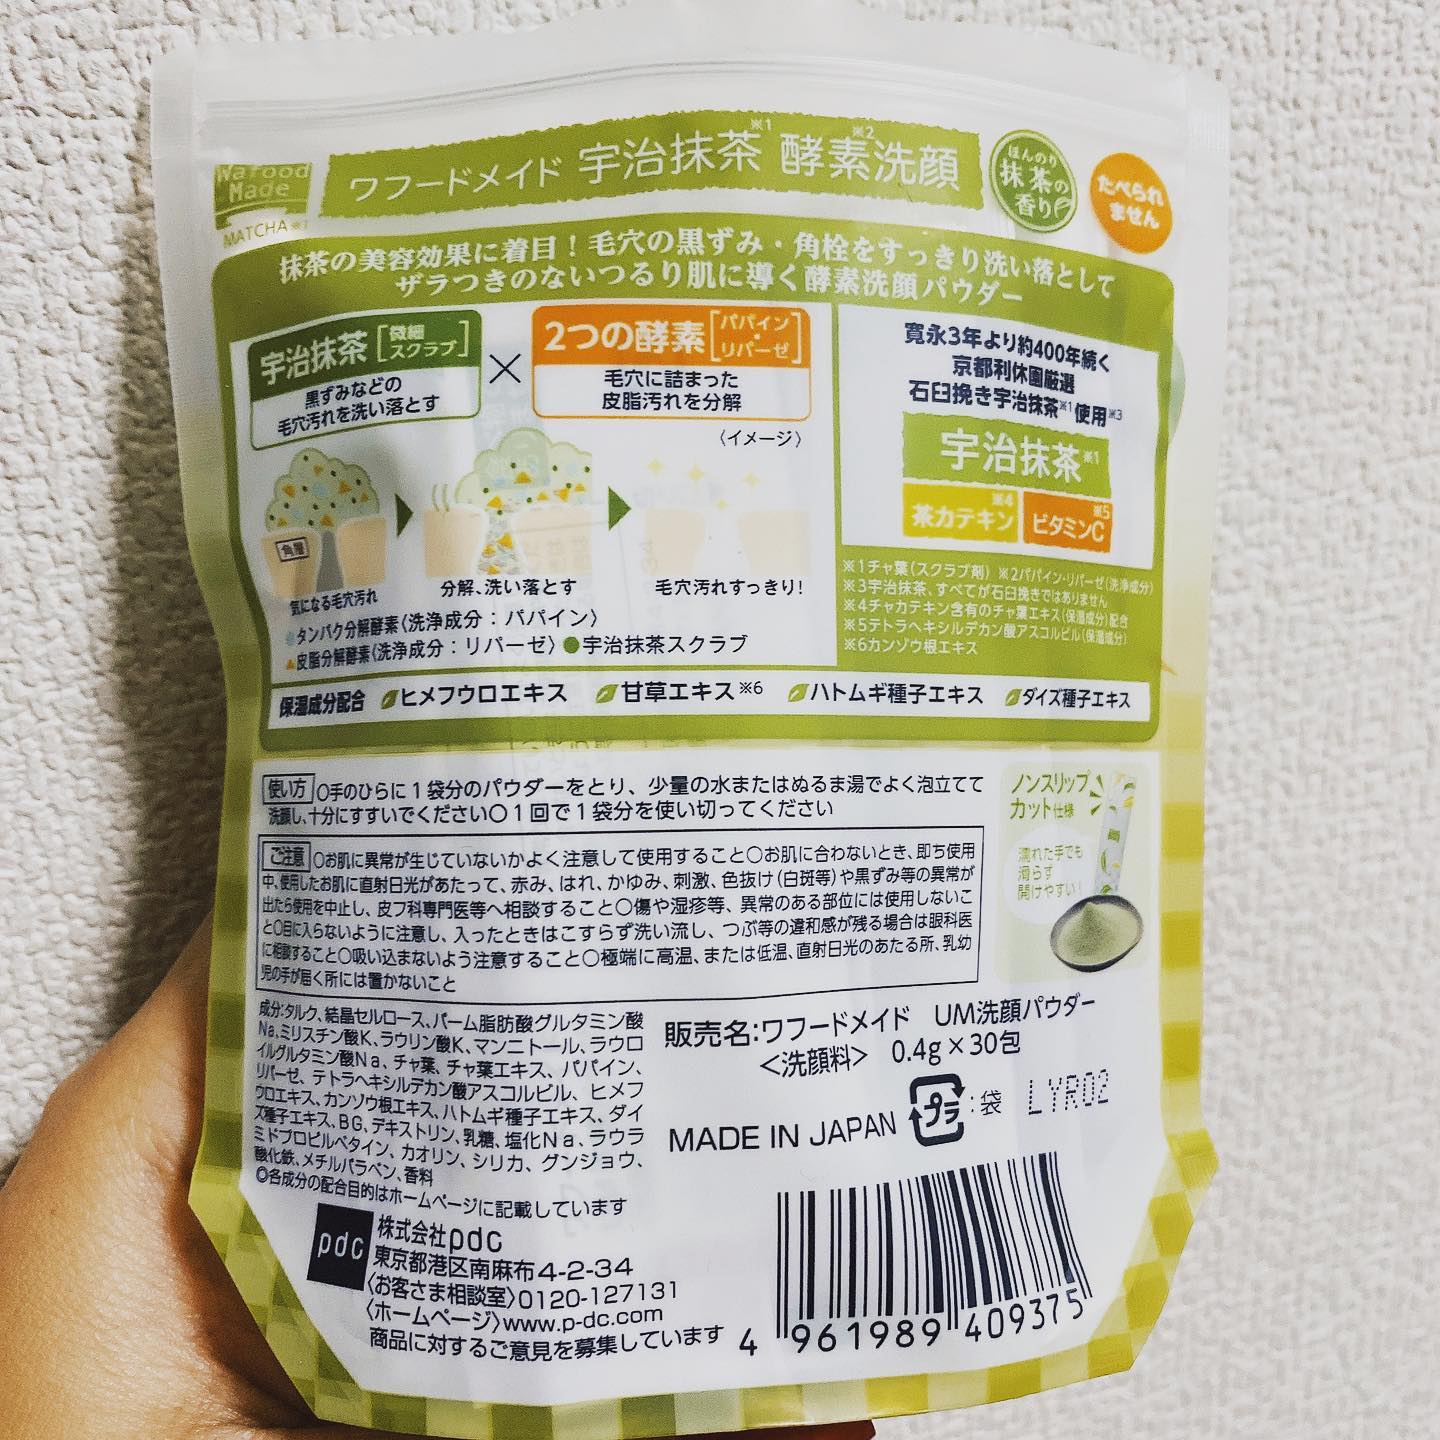 Wafood
Made
MATCHA※1
ワフードメイド 宇治抹茶※1 酵素洗顔※2
ほんのり
抹茶の
香り
たべられ
ません
抹茶の美容効果に着目!毛穴の黒ずみ・角栓をすっきり洗い落として
ザラつきのないつるり肌に導く酵素洗顔パウダー
宇治抹茶[微細スクラブ]
黒ずみなどの
毛穴汚れを洗い落とす
×
2つの酵素[パパイン・リパーゼ]
毛穴に詰まった
皮脂汚れを分解
〈イメージ〉
角層
気になる毛穴汚れ
分解、洗い落とす
毛穴汚れすっきり!
タンパク分解酵素〈洗浄成分:パパイン〉
▲皮脂分解酵素〈洗浄成分:リパーゼ〉●宇治抹茶スクラブ
寛永3年より約400年続く
京都利休園厳選
石臼挽き宇治抹茶※1使用※3
宇治抹茶※1
茶カテキン※4
ビタミンC※5
※1チャ葉(スクラブ剤) ※2パパイン・リパーゼ(洗浄成分)
※3宇治抹茶、すべてが石臼挽きではありません
※4チャカテキン含有のチャ葉エキス(保湿成分)配合
※5テトラヘキシルデカン酸アスコルビル(保湿成分)
※6カンゾウ根エキス
保湿成分配合 ヒメフウロエキス 甘草エキス※6 ハトムギ種子エキス ダイズ種子エキス
使い方 〇手のひらに1袋分のパウダーをとり、少量の水またはぬるま湯でよく泡立てて
洗顔し、十分にすすいでください〇1回で1袋分を使い切ってください
ノンスリップ
カット仕様
濡れた手でも
滑らず
開けやすい!
ご注意 〇お肌に異常が生じていないかよく注意して使用すること〇お肌に合わないとき、即ち使用
中、使用したお肌に直射日光があたって、赤み、はれ、かゆみ、刺激、色抜け(白斑等)や黒ずみ等の異常が
出たら使用を中止し、皮フ科専門医等へ相談すること〇傷や湿疹等、異常のある部位には使用しないこ
と〇目に入らないように注意し、入ったときはこすらず洗い流し、つぶ等の違和感が残る場合は眼科医
に相談すること〇吸い込まないよう注意すること〇極端に高温、または低温、直射日光のあたる所、乳幼
児の手が届く所には置かないこと
成分:タルク、結晶セルロース、パーム脂肪酸グルタミン酸
Na、ミリスチン酸K、ラウリン酸K、マンニトール、ラウロ
イルグルタミン酸Na、チャ葉、チャ葉エキス、パパイン、
リパーゼ、テトラヘキシルデカン酸アスコルビル、ヒメフ
ウロエキス、カンゾウ根エキス、ハトムギ種子エキス、ダイ
ズ種子エキス、BG、デキストリン、乳糖、塩化Na、ラウラ
ミドプロピルベタイン、カオリン、シリカ、グンジョウ、
酸化鉄、メチルパラベン、香料
◎各成分の配合目的はホームページに記載しています
販売名:ワフードメイド UM洗顔パウダー
<洗顔料> 0.4g×30包
MADE IN JAPAN
プラ
:袋
LYR02
pdc
株式会社pdc
東京都港区南麻布4-2-34
〈お客さま相談室〉0120-127131
〈ホームページ〉www.p-dc.com
商品に対するご意見を募集しています
4 961989 409375